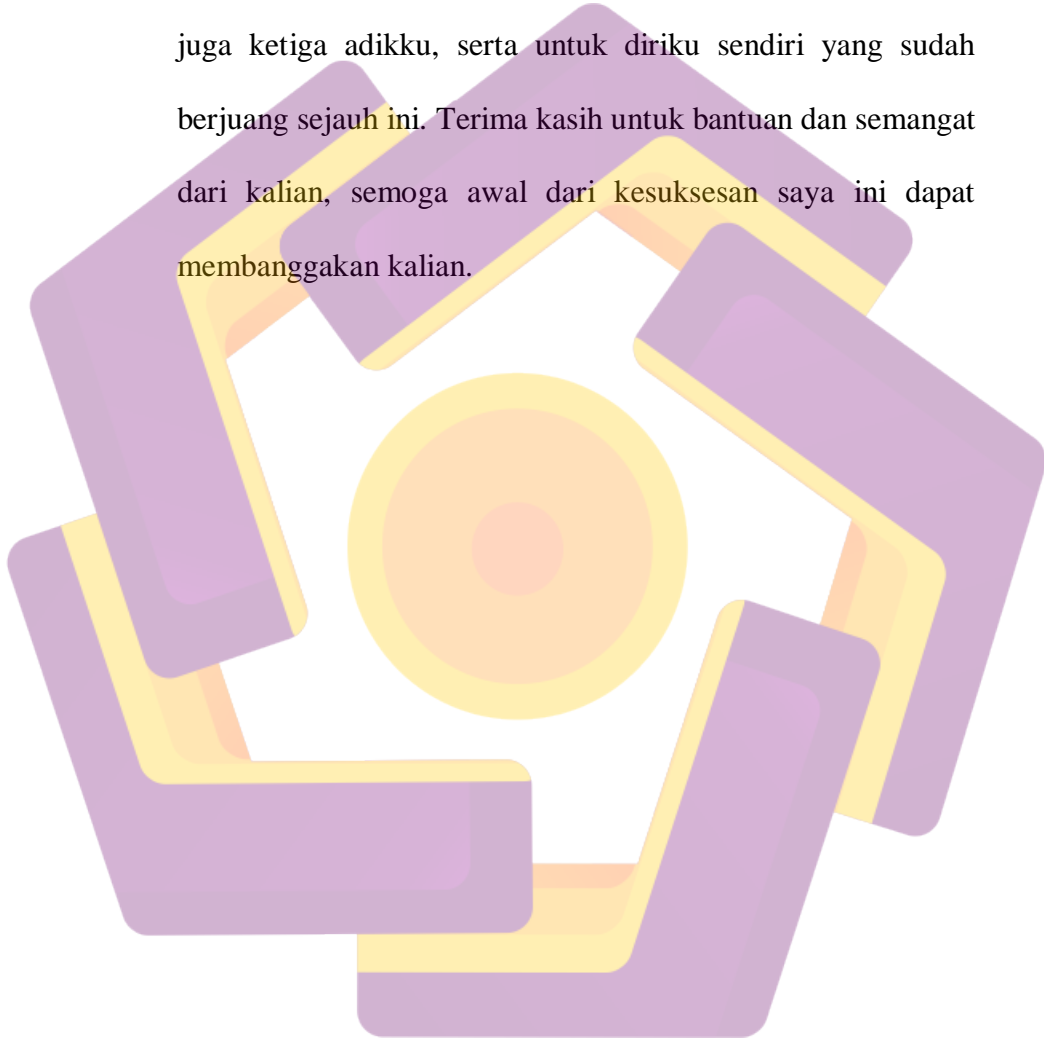 juga ketiga adikku, serta untuk diriku sendiri yang sudah
berjuang sejauh ini. Terima kasih untuk bantuan dan semangat
dari kalian, semoga awal dari kesuksesan saya ini dapat
membanggakan kalian.